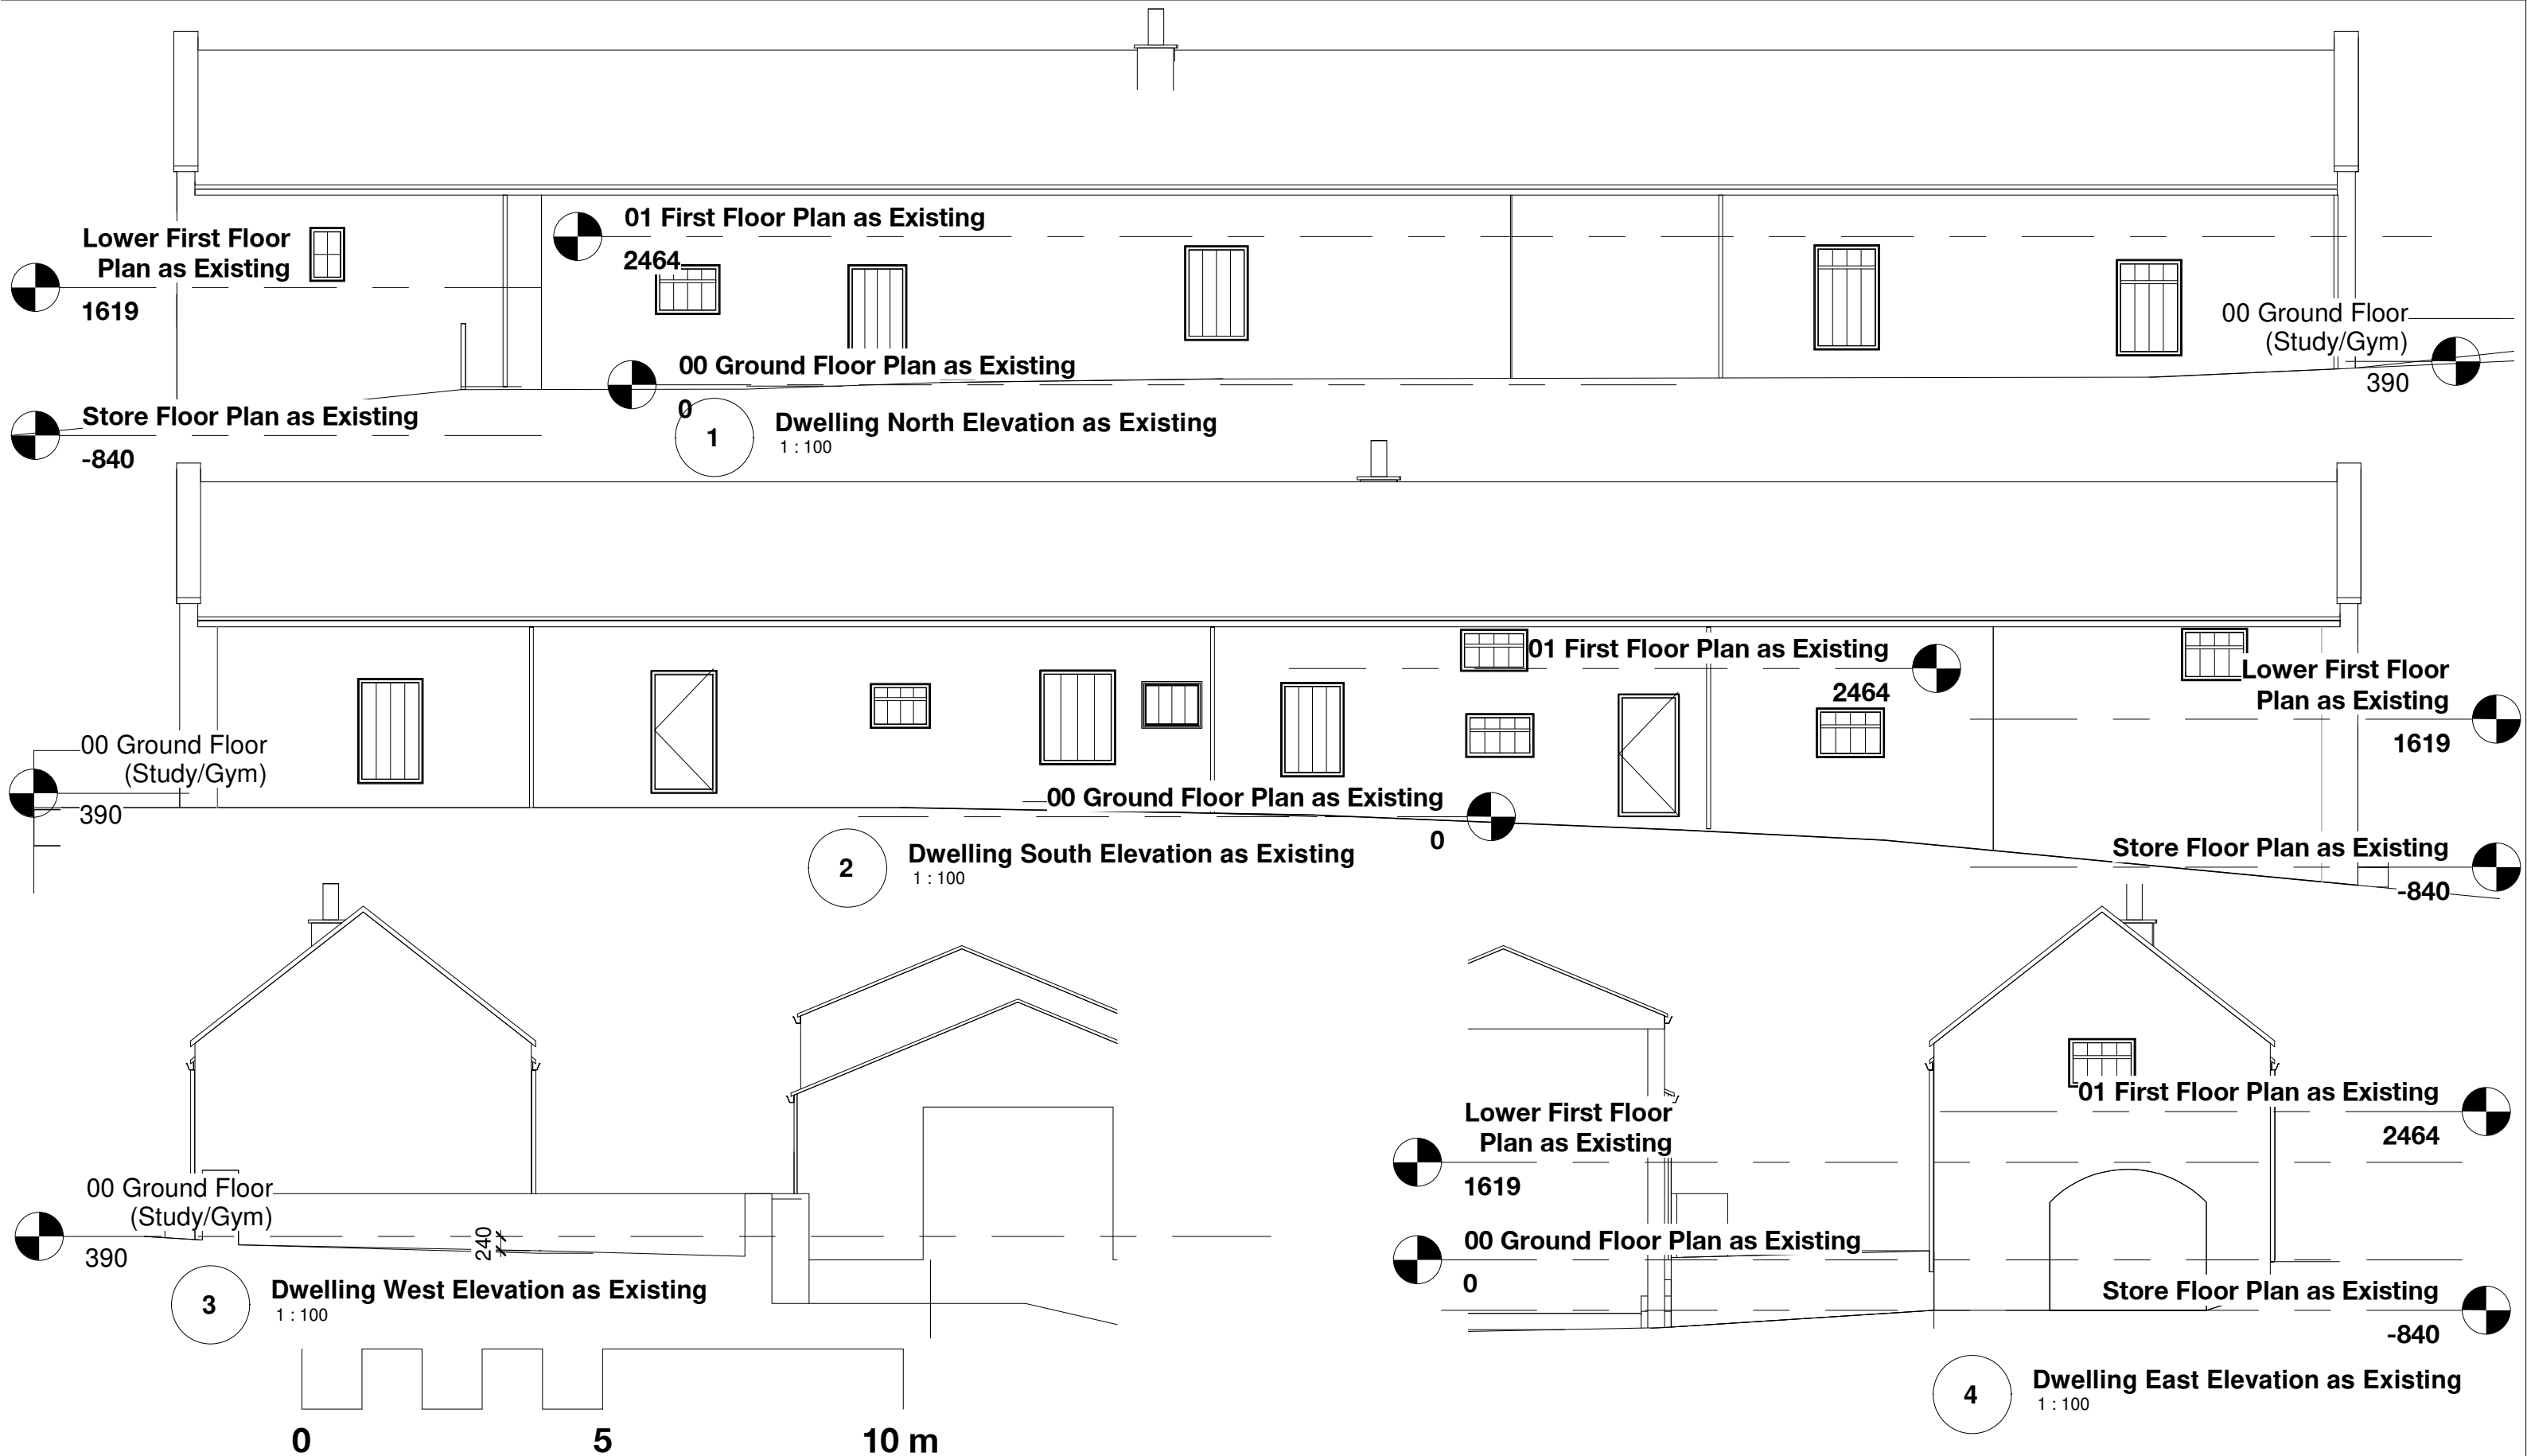 01 First Floor Plan as Existing
2464
Lower First Floor
Plan as Existing
1619
00 Ground Floor
(Study/Gym)
390
00 Ground Floor Plan as Existing
0
Store Floor Plan as Existing
-840
1
Dwelling North Elevation as Existing
1 : 100
01 First Floor Plan as Existing
2464
Lower First Floor
Plan as Existing
1619
00 Ground Floor
(Study/Gym)
390
00 Ground Floor Plan as Existing
0
Store Floor Plan as Existing
-840
2
Dwelling South Elevation as Existing
1 : 100
00 Ground Floor
(Study/Gym)
390
240
3
Dwelling West Elevation as Existing
1 : 100
01 First Floor Plan as Existing
2464
Lower First Floor
Plan as Existing
1619
00 Ground Floor Plan as Existing
0
Store Floor Plan as Existing
-840
4
Dwelling East Elevation as Existing
1 : 100
0 5 10 m